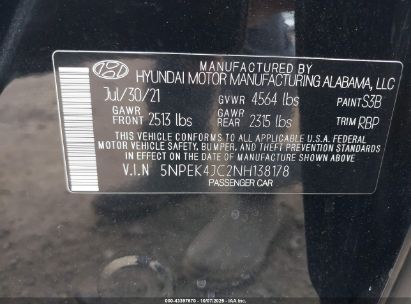 MANUFACTURED BY
HYUNDAI MOTOR MANUFACTURING ALABAMA, LLC
Jul/30/21 GVWR 4564 lbs PAINT S3B
GAWR FRONT 2513 lbs GAWR REAR 2315 lbs TRIM RBP
THIS VEHICLE CONFORMS TO ALL APPLICABLE U.S.A. FEDERAL
MOTOR VEHICLE SAFETY, BUMPER, AND THEFT PREVENTION STANDARDS
IN EFFECT ON THE DATE OF MANUFACTURE SHOWN ABOVE.
V.I.N 5NPEK4JC2NH138178
PASSENGER CAR